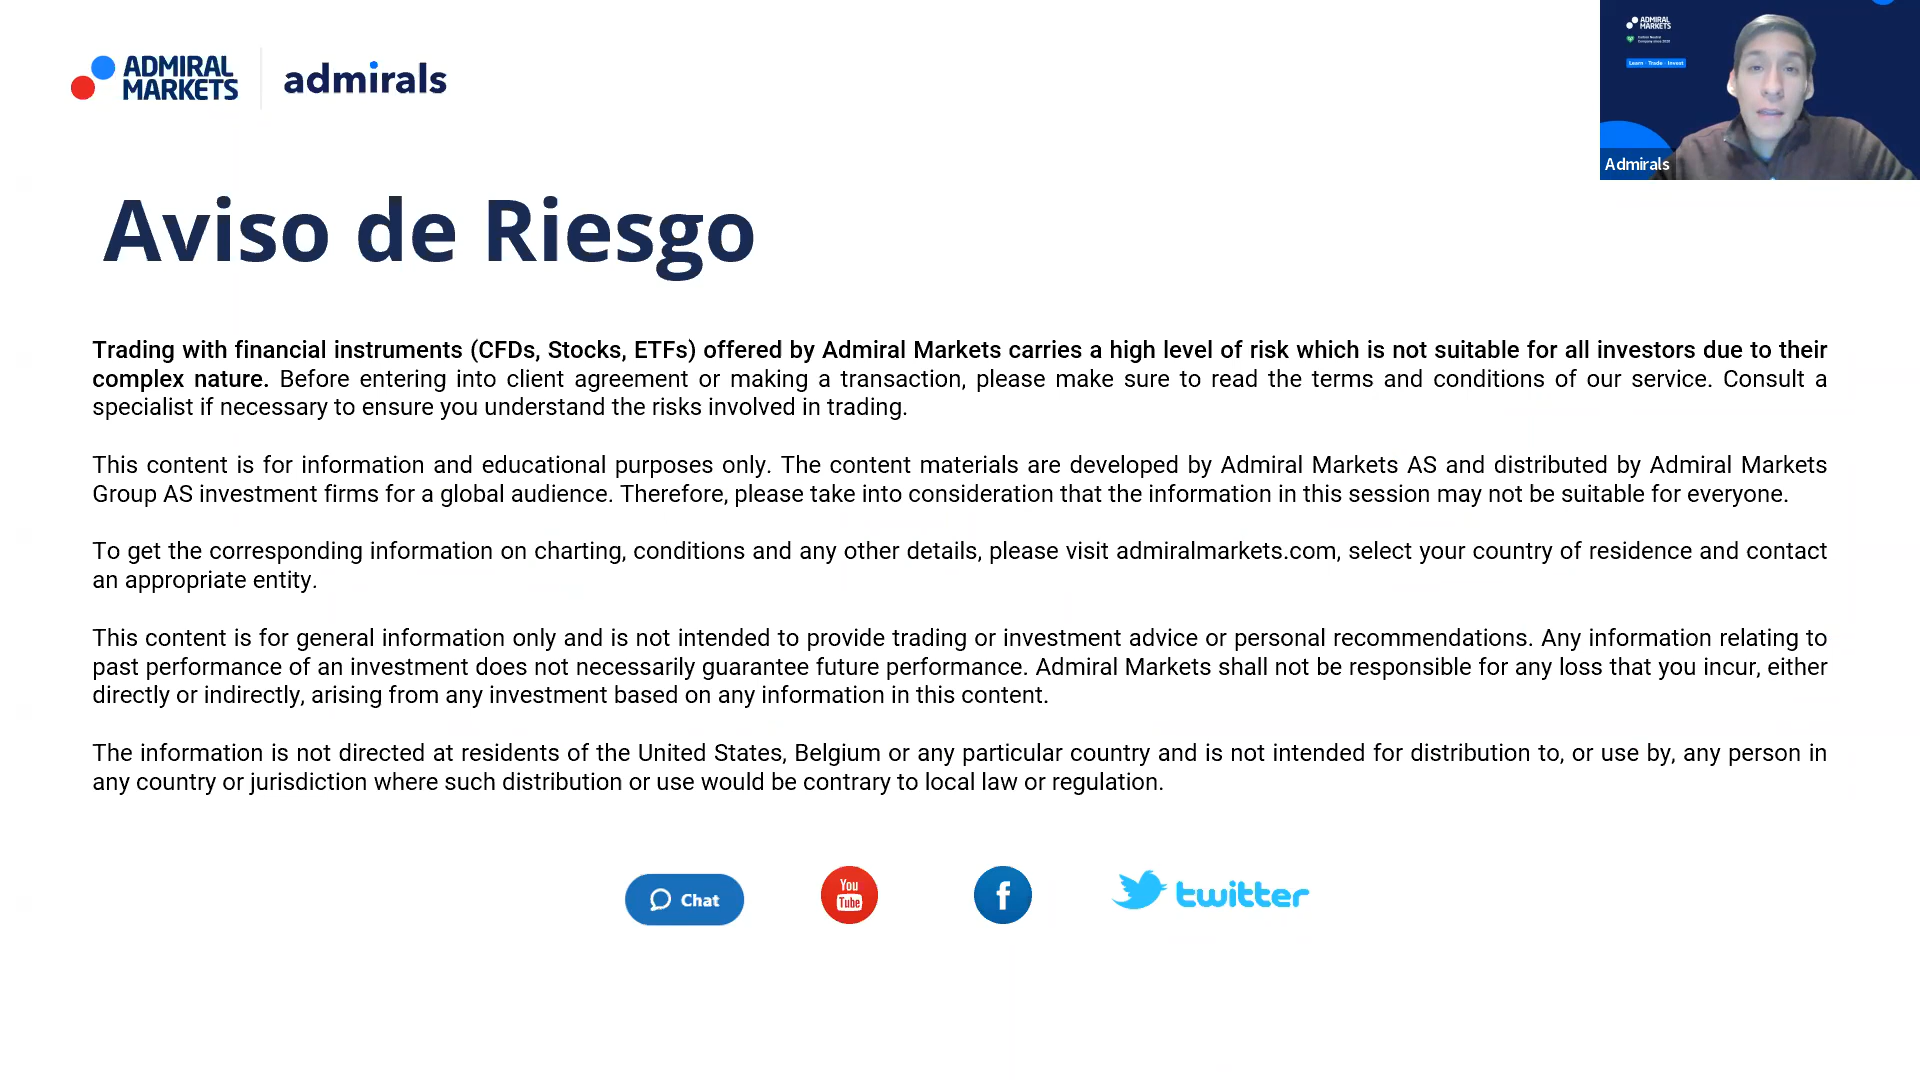 ADMIRAL
MARKETS
admirals
ADMIRAL
MARKETS
Learn · Trade · Invest
Admirals
Aviso de Riesgo
Trading with financial instruments (CFDs, Stocks, ETFs) offered by Admiral Markets carries a high level of risk which is not suitable for all investors due to their
complex nature. Before entering into client agreement or making a transaction, please make sure to read the terms and conditions of our service. Consult a
specialist if necessary to ensure you understand the risks involved in trading.
This content is for information and educational purposes only. The content materials are developed by Admiral Markets AS and distributed by Admiral Markets
Group AS investment firms for a global audience. Therefore, please take into consideration that the information in this session may not be suitable for everyone.
To get the corresponding information on charting, conditions and any other details, please visit admiralmarkets.com, select your country of residence and contact
an appropriate entity.
This content is for general information only and is not intended to provide trading or investment advice or personal recommendations. Any information relating to
past performance of an investment does not necessarily guarantee future performance. Admiral Markets shall not be responsible for any loss that you incur, either
directly or indirectly, arising from any investment based on any information in this content.
The information is not directed at residents of the United States, Belgium or any particular country and is not intended for distribution to, or use by, any person in
any country or jurisdiction where such distribution or use would be contrary to local law or regulation.
Chat
You
Tube
f
twitter